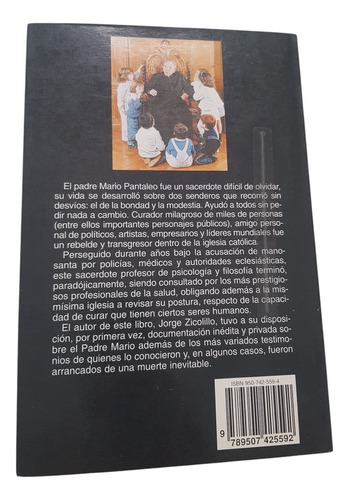 El padre Mario Pantaleo fue un sacerdote difícil de olvidar,
su vida se desarrolló sobre dos senderos que recorrió sin
desvíos: el de la bondad y la modestia. Ayudó a todos sin pe-
dir nada a cambio. Curador milagroso de miles de personas
(entre ellos importantes personajes públicos), amigo perso-
nal de políticos, artistas, empresarios y líderes mundiales fue
un rebelde y transgresor dentro de la iglesia católica.
Perseguido durante años bajo la acusación de mano-
santa por policías, médicos y autoridades eclesiásticas,
este sacerdote profesor de psicología y filosofía terminó,
paradójicamente, siendo consultado por los más prestigio-
sos profesionales de la salud, obligando además a la mi-
mísima iglesia a revisar su postura, respecto de la capaci-
dad de curar que tienen ciertos seres humanos.
El autor de este libro, Jorge Zicolillo, tuvo a su disposi-
ción, por primera vez, documentación inédita y privada so-
bre el Padre Mario además de los más variados testimo-
nios de quienes lo conocieron y, en algunos casos, fueron
arrancados de una muerte inevitable.
ISBN 950-742-559-4
9 789507 425592